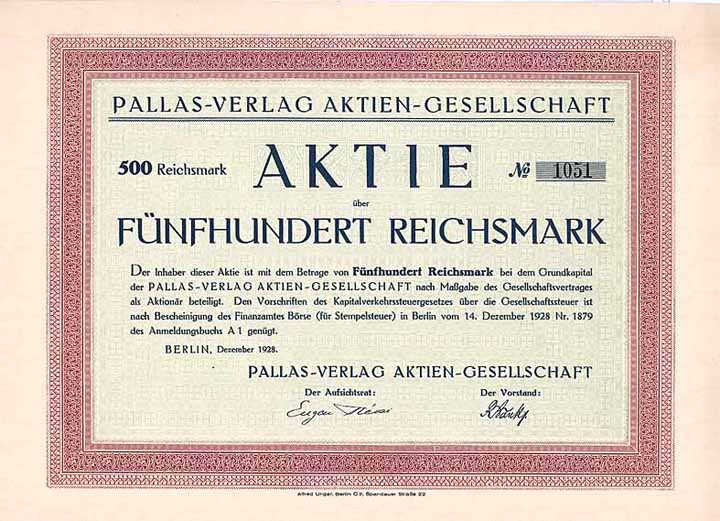 PALLAS-VERLAG AKTIEN-GESELLSCHAFT
500 Reichsmark AKTIE № 1051
über
FÜNFHUNDERT REICHSMARK
Der Inhaber dieser Aktie ist mit dem Betrage von Fünfhundert Reichsmark bei dem Grundkapital
der PALLAS-VERLAG AKTIEN-GESELLSCHAFT nach Maßgabe des Gesellschaftsvertrages
als Aktionär beteiligt. Den Vorschriften des Kapitalverkehrssteuergesetzes über die Gesellschaftssteuer ist
nach Bescheinigung des Finanzamtes Börse (für Stempelsteuer) in Berlin vom 14. Dezember 1928 Nr. 1879
des Anmeldungsbuchs A 1 genügt.
BERLIN, Dezember 1928.
PALLAS-VERLAG AKTIEN-GESELLSCHAFT
Der Aufsichtsrat: Der Vorstand:
Eugen
Alfred Unger, Berlin C 2, Spandauer Straße 22